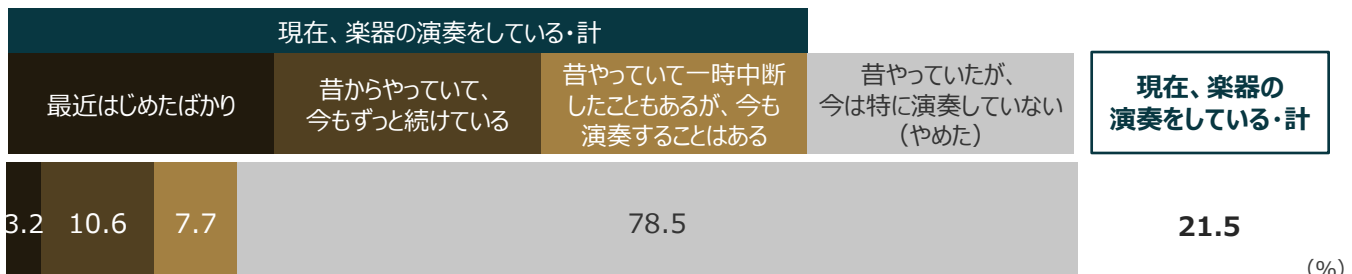 現在、楽器の演奏をしている・計
最近はじめたばかり
昔からやっていて、
今もずっと続けている
昔やっていて一時中断
したこともあるが、今も
演奏することはある
昔やっていたが、
今は特に演奏していない
（やめた）
現在、楽器の
演奏をしている・計
3.2 10.6 7.7 78.5 21.5
（%）